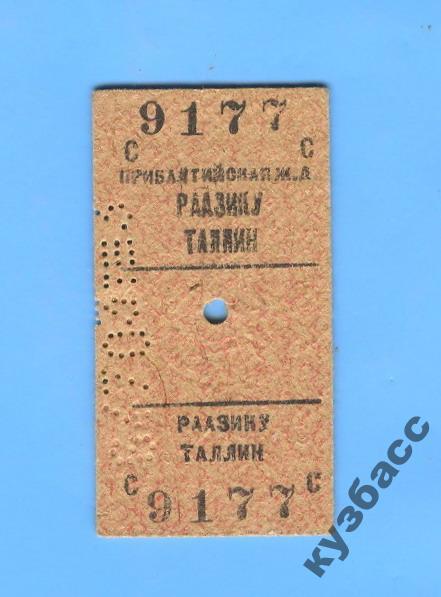 9177
С С
ПРИБАЛТИЙСКАЯ Ж.Д
РААЗИКУ
ТАЛЛИН
РААЗИКУ
ТАЛЛИН
С С
9177
кузбасс